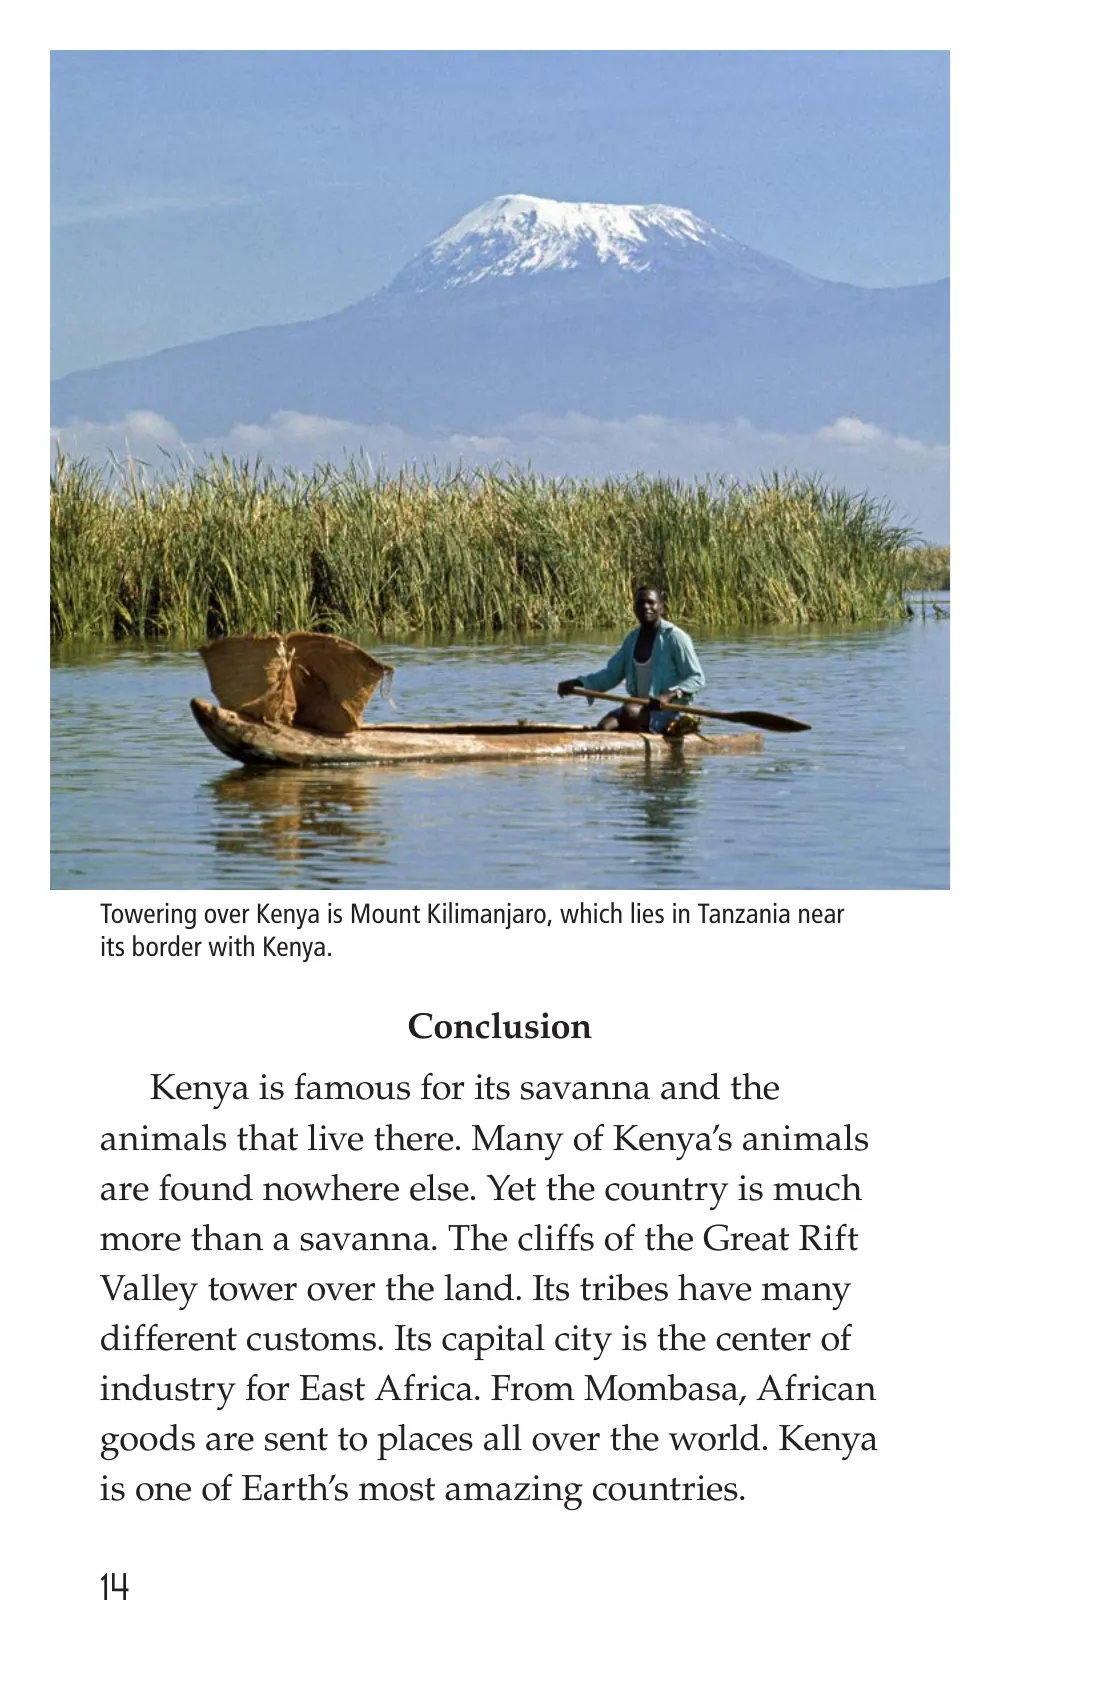 Towering over Kenya is Mount Kilimanjaro, which lies in Tanzania near
its border with Kenya.
Conclusion
Kenya is famous for its savanna and the
animals that live there. Many of Kenya’s animals
are found nowhere else. Yet the country is much
more than a savanna. The cliffs of the Great Rift
Valley tower over the land. Its tribes have many
different customs. Its capital city is the center of
industry for East Africa. From Mombasa, African
goods are sent to places all over the world. Kenya
is one of Earth’s most amazing countries.
14